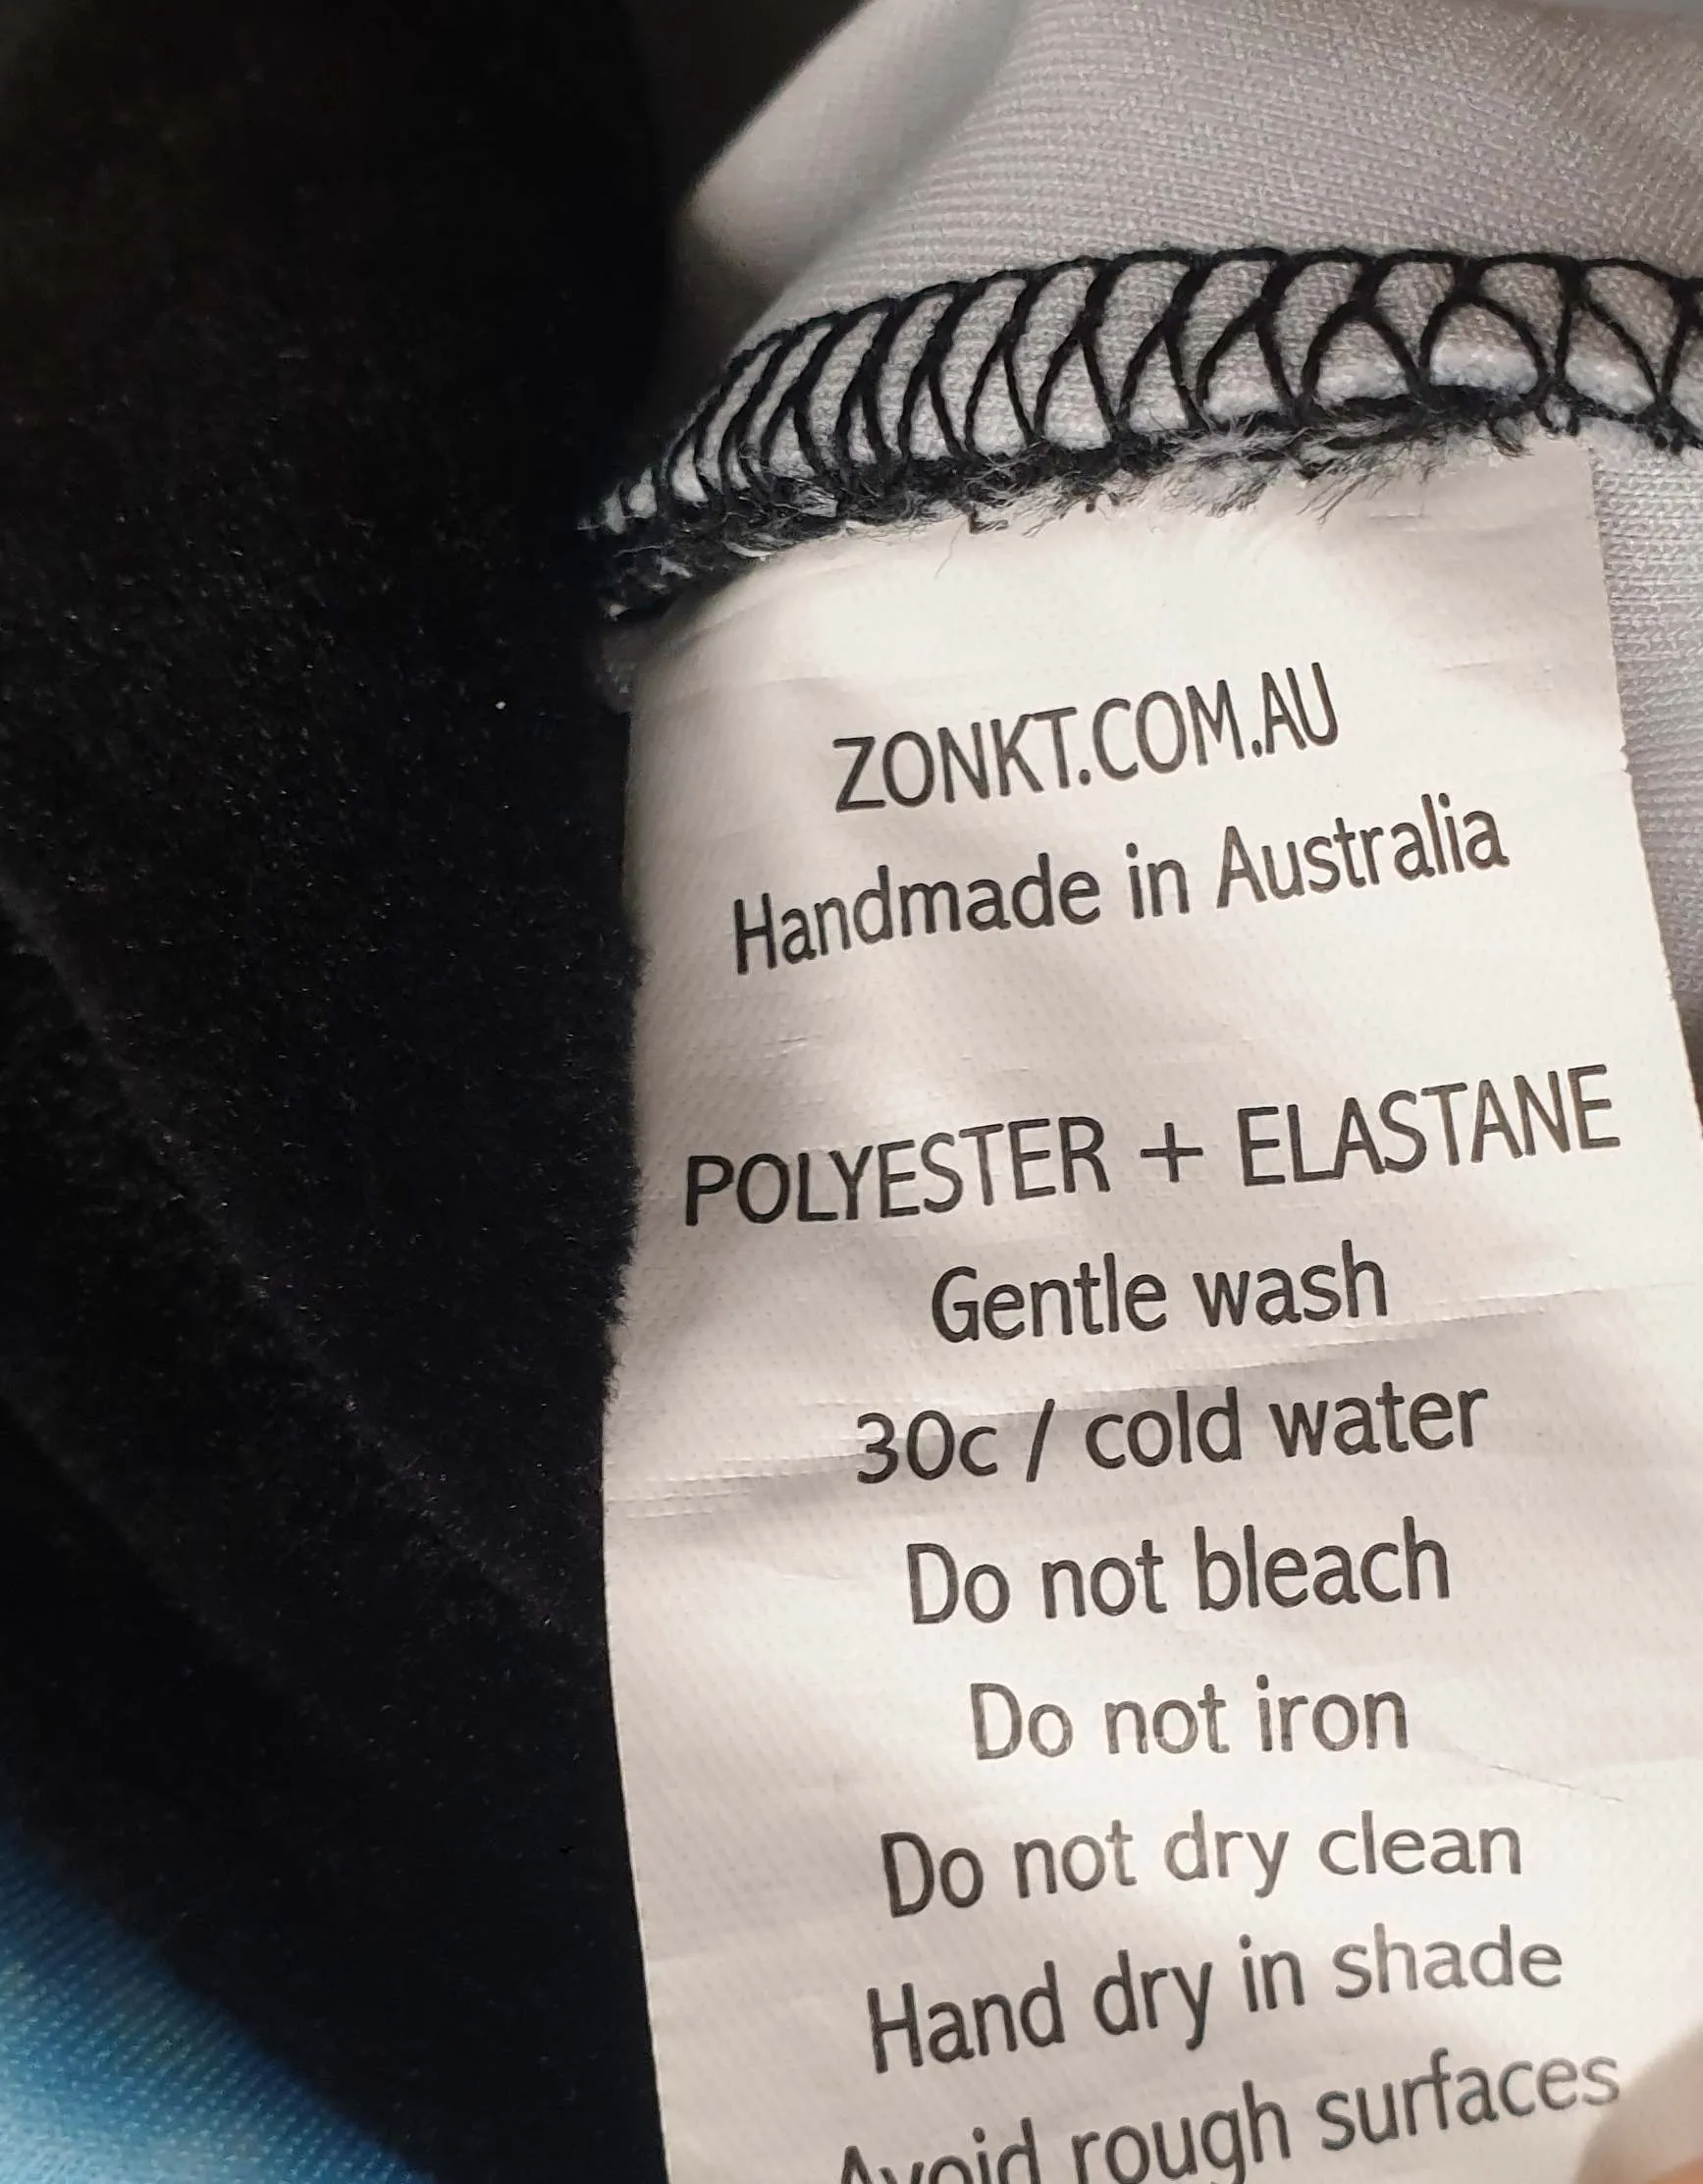 ZONKT.COM.AU
Handmade in Australia
POLYESTER + ELASTANE
Gentle wash
30c / cold water
Do not bleach
Do not iron
Do not dry clean
Hand dry in shade
Avoid rough surfaces